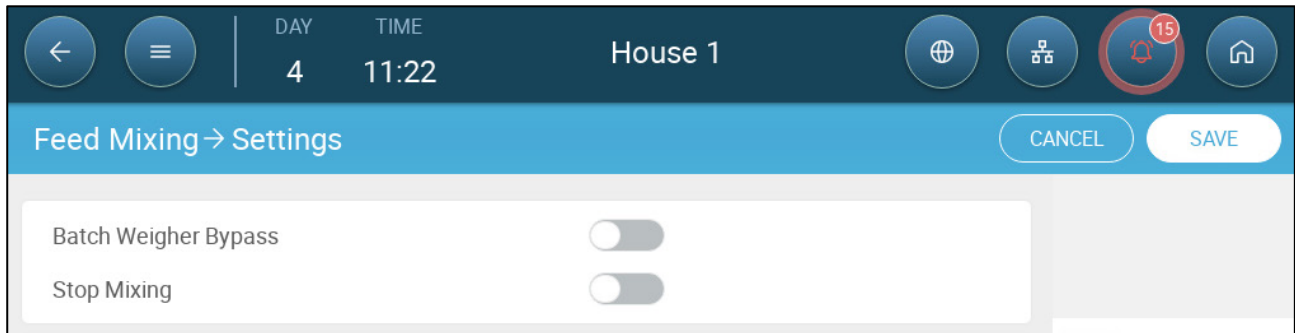 DAY TIME
4 11:22
House 1
15
Feed Mixing → Settings
CANCEL
SAVE
Batch Weigher Bypass
Stop Mixing